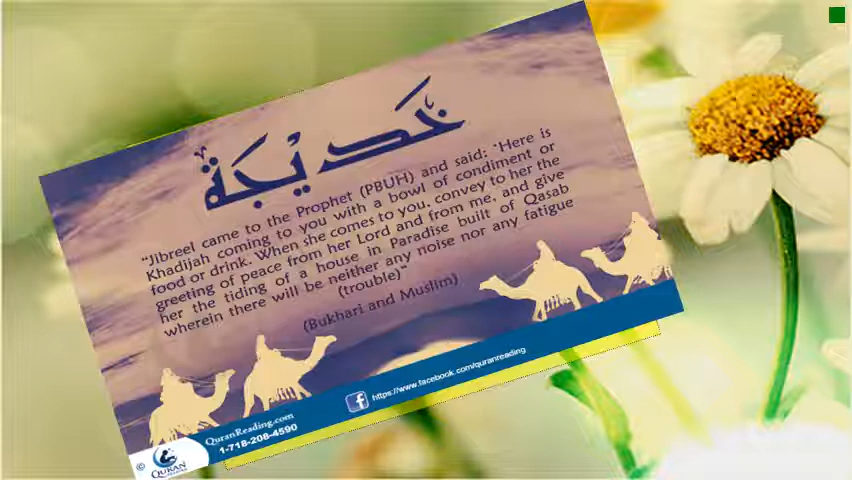 خَدِيْجَة
"Jibreel came to the Prophet (PBUH) and said: 'Here is
Khadijah coming to you with a bowl of condiment or
food or drink. When she comes to you, convey to her the
greeting of peace from her Lord and from me, and give
her the tiding of a house in Paradise built of Qasab
wherein there will be neither any noise nor any fatigue
(trouble)"
(Bukhari and Muslim)
https://www.facebook.com/quranreading
QuranReading.com
1-718-208-4590
©
QURAN